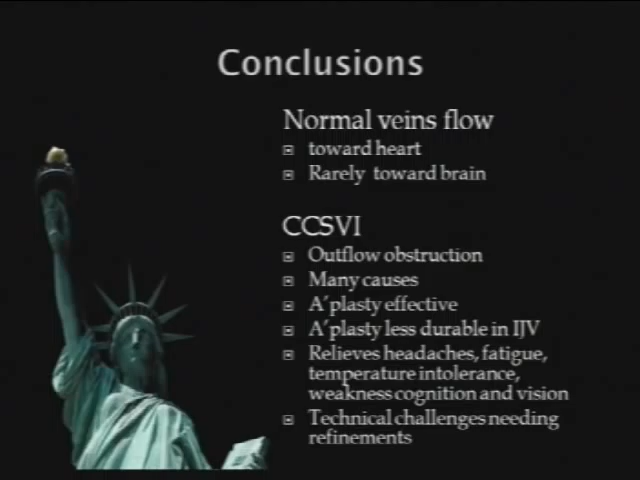 Conclusions
Normal veins flow
toward heart
Rarely toward brain
CCSVI
Outflow obstruction
Many causes
A'plasty effective
A'plasty less durable in IJV
Relieves headaches, fatigue,
temperature intolerance,
weakness cognition and vision
Technical challenges needing
refinements